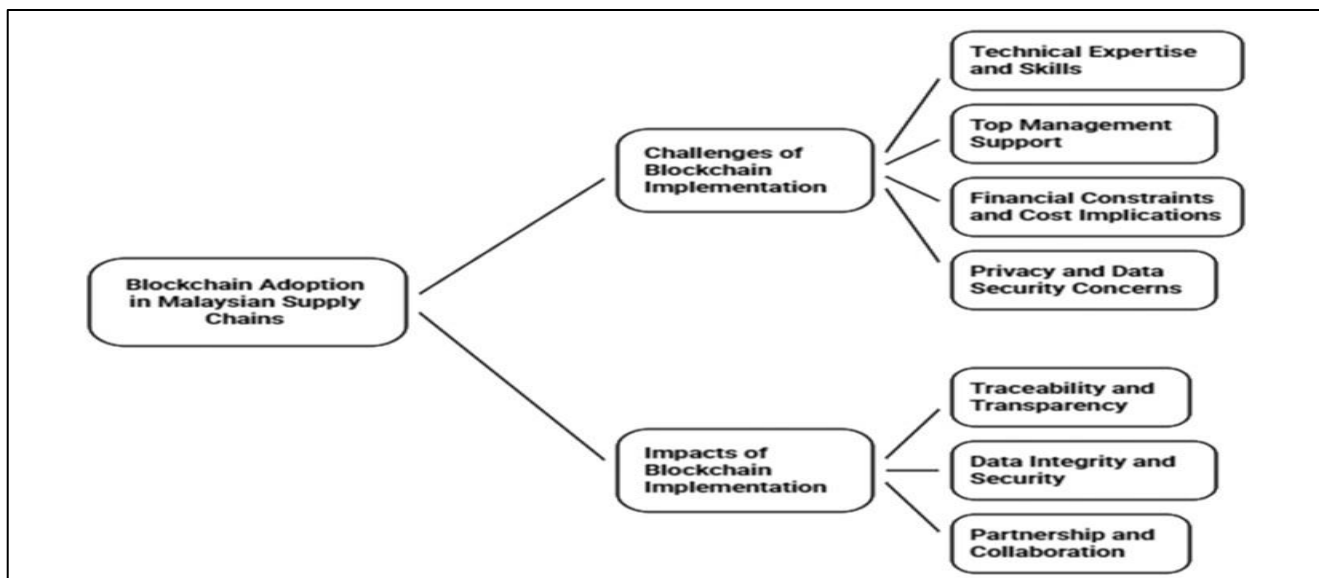 Blockchain Adoption
in Malaysian Supply
Chains
Challenges of
Blockchain
Implementation
Technical Expertise
and Skills
Top Management
Support
Financial Constraints
and Cost Implications
Privacy and Data
Security Concerns
Impacts of
Blockchain
Implementation
Traceability and
Transparency
Data Integrity and
Security
Partnership and
Collaboration